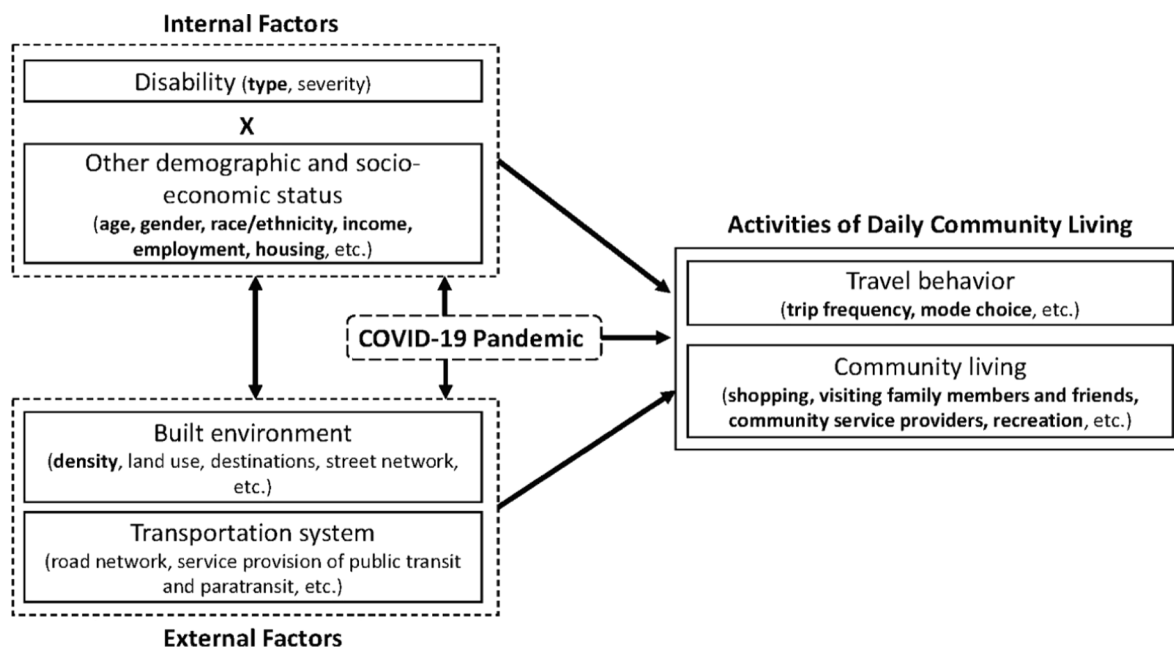 Internal Factors
Disability (type, severity)
X
Other demographic and socio-
economic status
(age, gender, race/ethnicity, income,
employment, housing, etc.)
COVID-19 Pandemic
Built environment
(density, land use, destinations, street network,
etc.)
Transportation system
(road network, service provision of public transit
and paratransit, etc.)
External Factors
Activities of Daily Community Living
Travel behavior
(trip frequency, mode choice, etc.)
Community living
(shopping, visiting family members and friends,
community service providers, recreation, etc.)